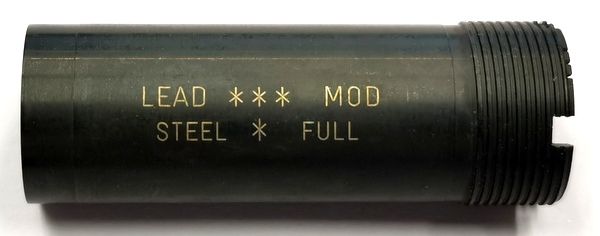 LEAD *** MOD
STEEL * FULL